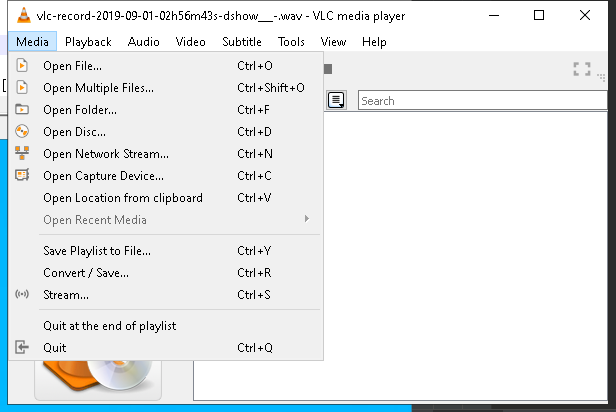 vlc-record-2019-09-01-02h56m43s-dshow__-.wav - VLC media player
Media Playback Audio Video Subtitle Tools View Help
Open File... Ctrl+O
Open Multiple Files... Ctrl+Shift+O
Open Folder... Ctrl+F
Open Disc... Ctrl+D
Open Network Stream... Ctrl+N
Open Capture Device... Ctrl+C
Open Location from clipboard Ctrl+V
Open Recent Media
Save Playlist to File... Ctrl+Y
Convert / Save... Ctrl+R
Stream... Ctrl+S
Quit at the end of playlist
Quit Ctrl+Q
Search